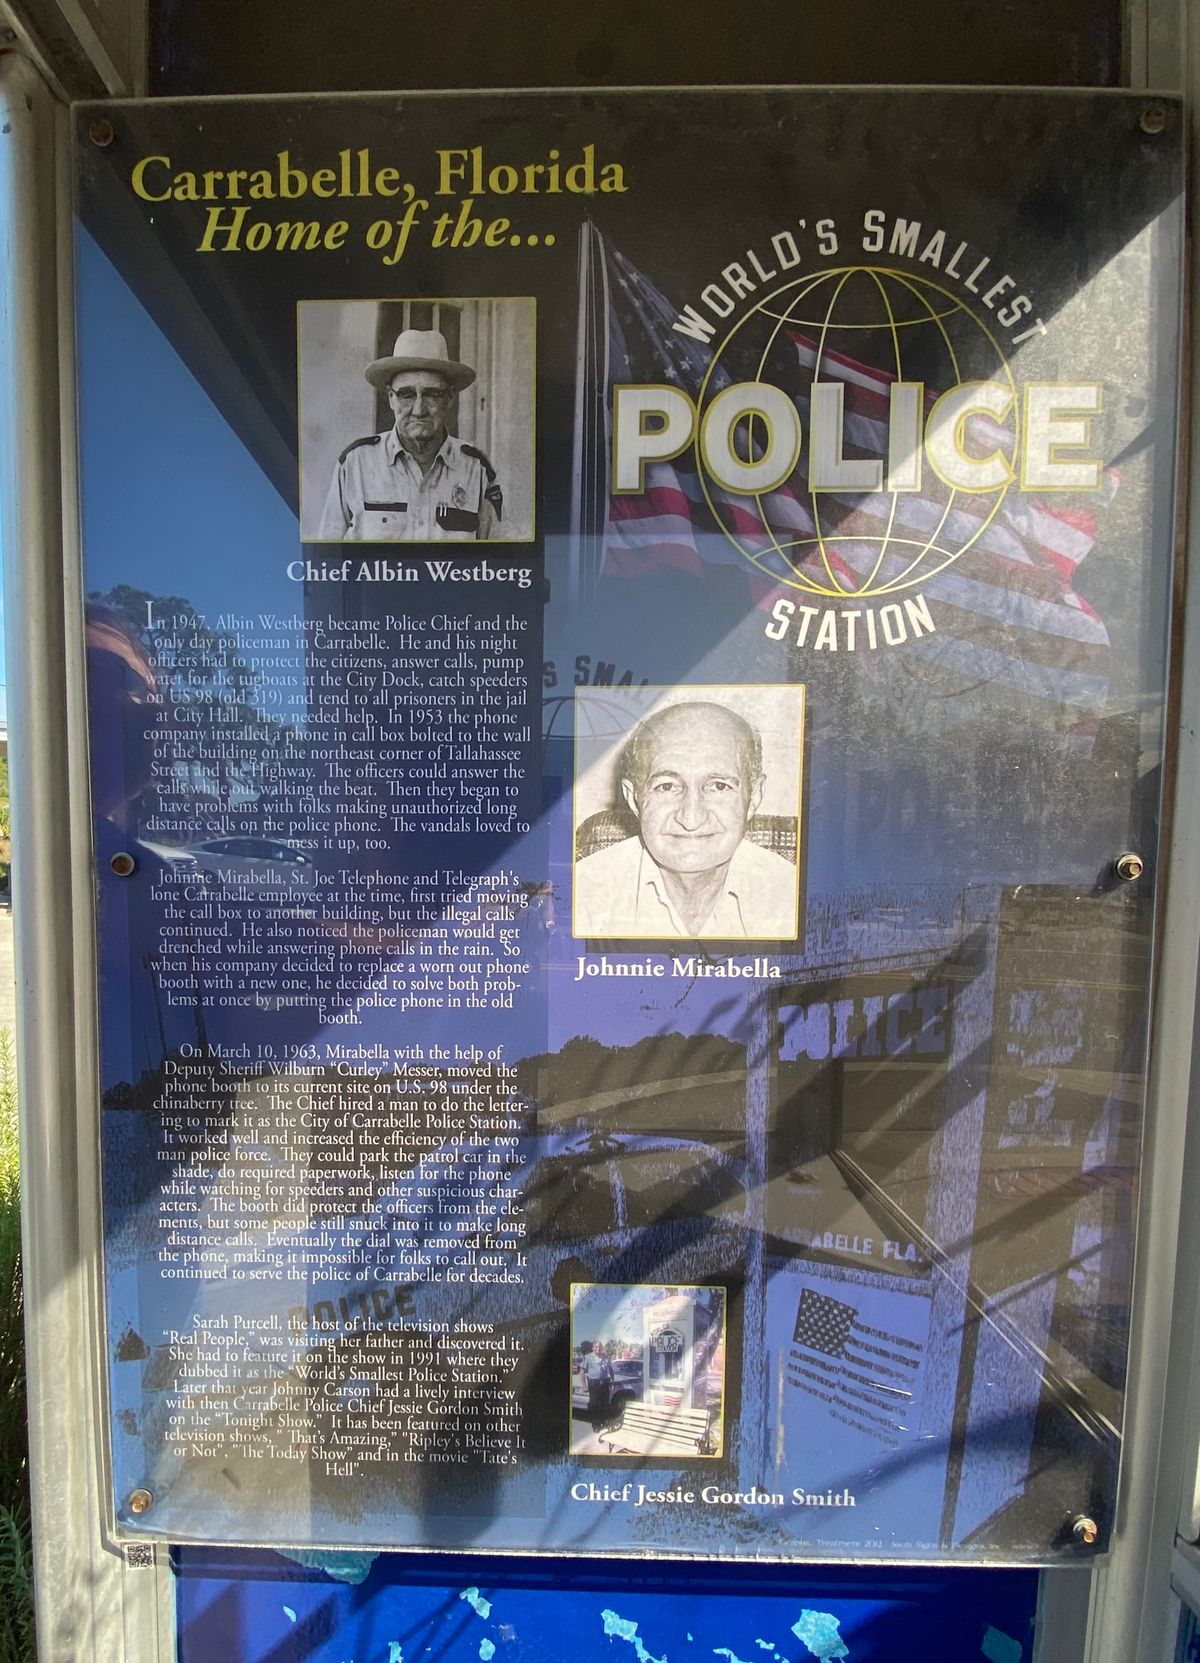 Carrabelle, Florida
Home of the...
WORLD'S SMALLEST
POLICE
STATION
Chief Albin Westberg
In 1947, Albin Westberg became Police Chief and the
only day policeman in Carrabelle. He and his night
officers had to protect the citizens, answer calls, pump
water for the tugboats at the City Dock, catch speeders
on US 98 (old 319) and tend to all prisoners in the jail
at City Hall. They needed help. In 1953 the phone
company installed a phone in call box bolted to the wall
of the building on the northeast corner of Tallahassee
Street and the Highway. The officers could answer the
calls while out walking the beat. Then they began to
have problems with folks making unauthorized long
distance calls on the police phone. The vandals loved to
mess it up, too.
Johnnie Mirabella
Johnnie Mirabella, St. Joe Telephone and Telegraph's
lone Carrabelle employee at the time, first tried moving
the call box to another building, but the illegal calls
continued. He also noticed the policeman would get
drenched while answering phone calls in the rain. So
when his company decided to replace a worn out phone
booth with a new one, he decided to solve both prob-
lems at once by putting the police phone in the old
booth.
On March 10, 1963, Mirabella with the help of
Deputy Sheriff Wilburn “Curley” Messer, moved the
phone booth to its current site on U.S. 98 under the
chinaberry tree. The Chief hired a man to do the letter-
ing to mark it as the City of Carrabelle Police Station.
It worked well and increased the efficiency of the two
man police force. They could park the patrol car in the
shade, do required paperwork, listen for the phone
while watching for speeders and other suspicious char-
acters. The booth did protect the officers from the ele-
ments, but some people still snuck into it to make long
distance calls. Eventually the dial was removed from
the phone, making it impossible for folks to call out. It
continued to serve the police of Carrabelle for decades.
Sarah Purcell, the host of the television shows
“Real People,” was visiting her father and discovered it.
She had to feature it on the show in 1991 where they
dubbed it as the “World's Smallest Police Station.”
Later that year Johnny Carson had a lively interview
with then Carrabelle Police Chief Jessie Gordon Smith
on the “Tonight Show.” It has been featured on other
television shows, " That's Amazing,” "Ripley's Believe It
or Not", "The Today Show" and in the movie "Tate's
Hell".
Chief Jessie Gordon Smith
POLICE
FLA.
POLICE